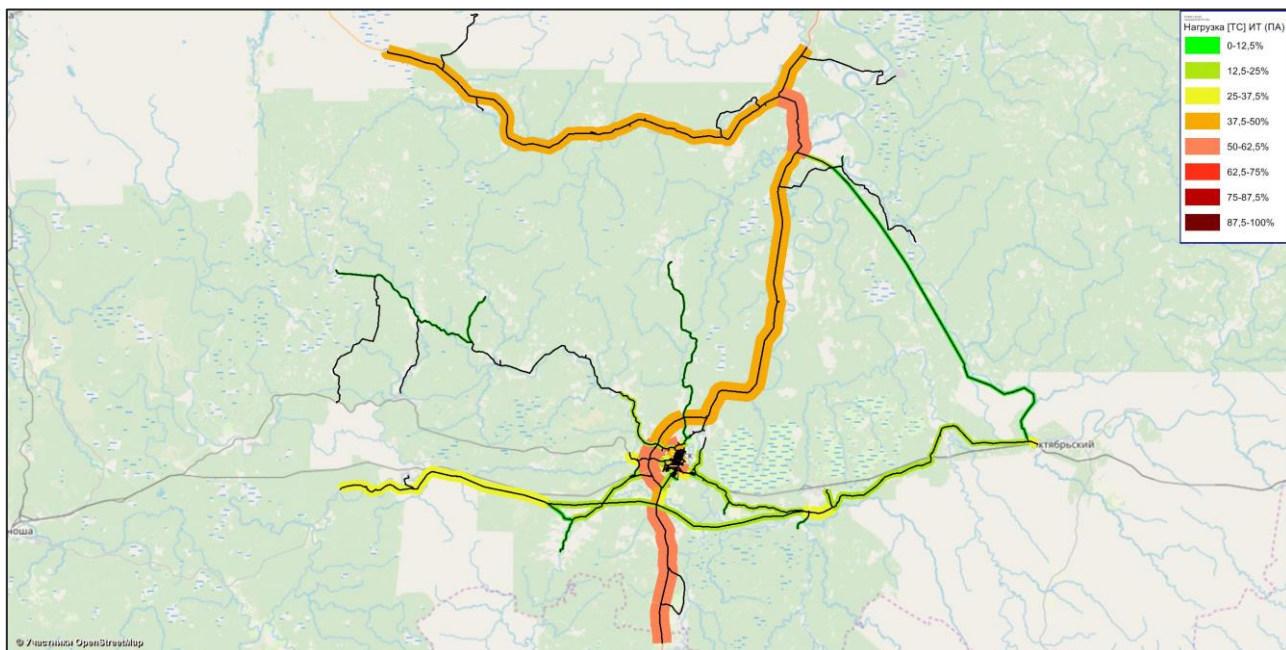 Нагрузка [ТС] ИТ (ПА)
0-12,5%
12,5-25%
25-37,5%
37,5-50%
50-62,5%
62,5-75%
75-87,5%
87,5-100%
ктябрьский
ноша
© Участники OpenStreetMap